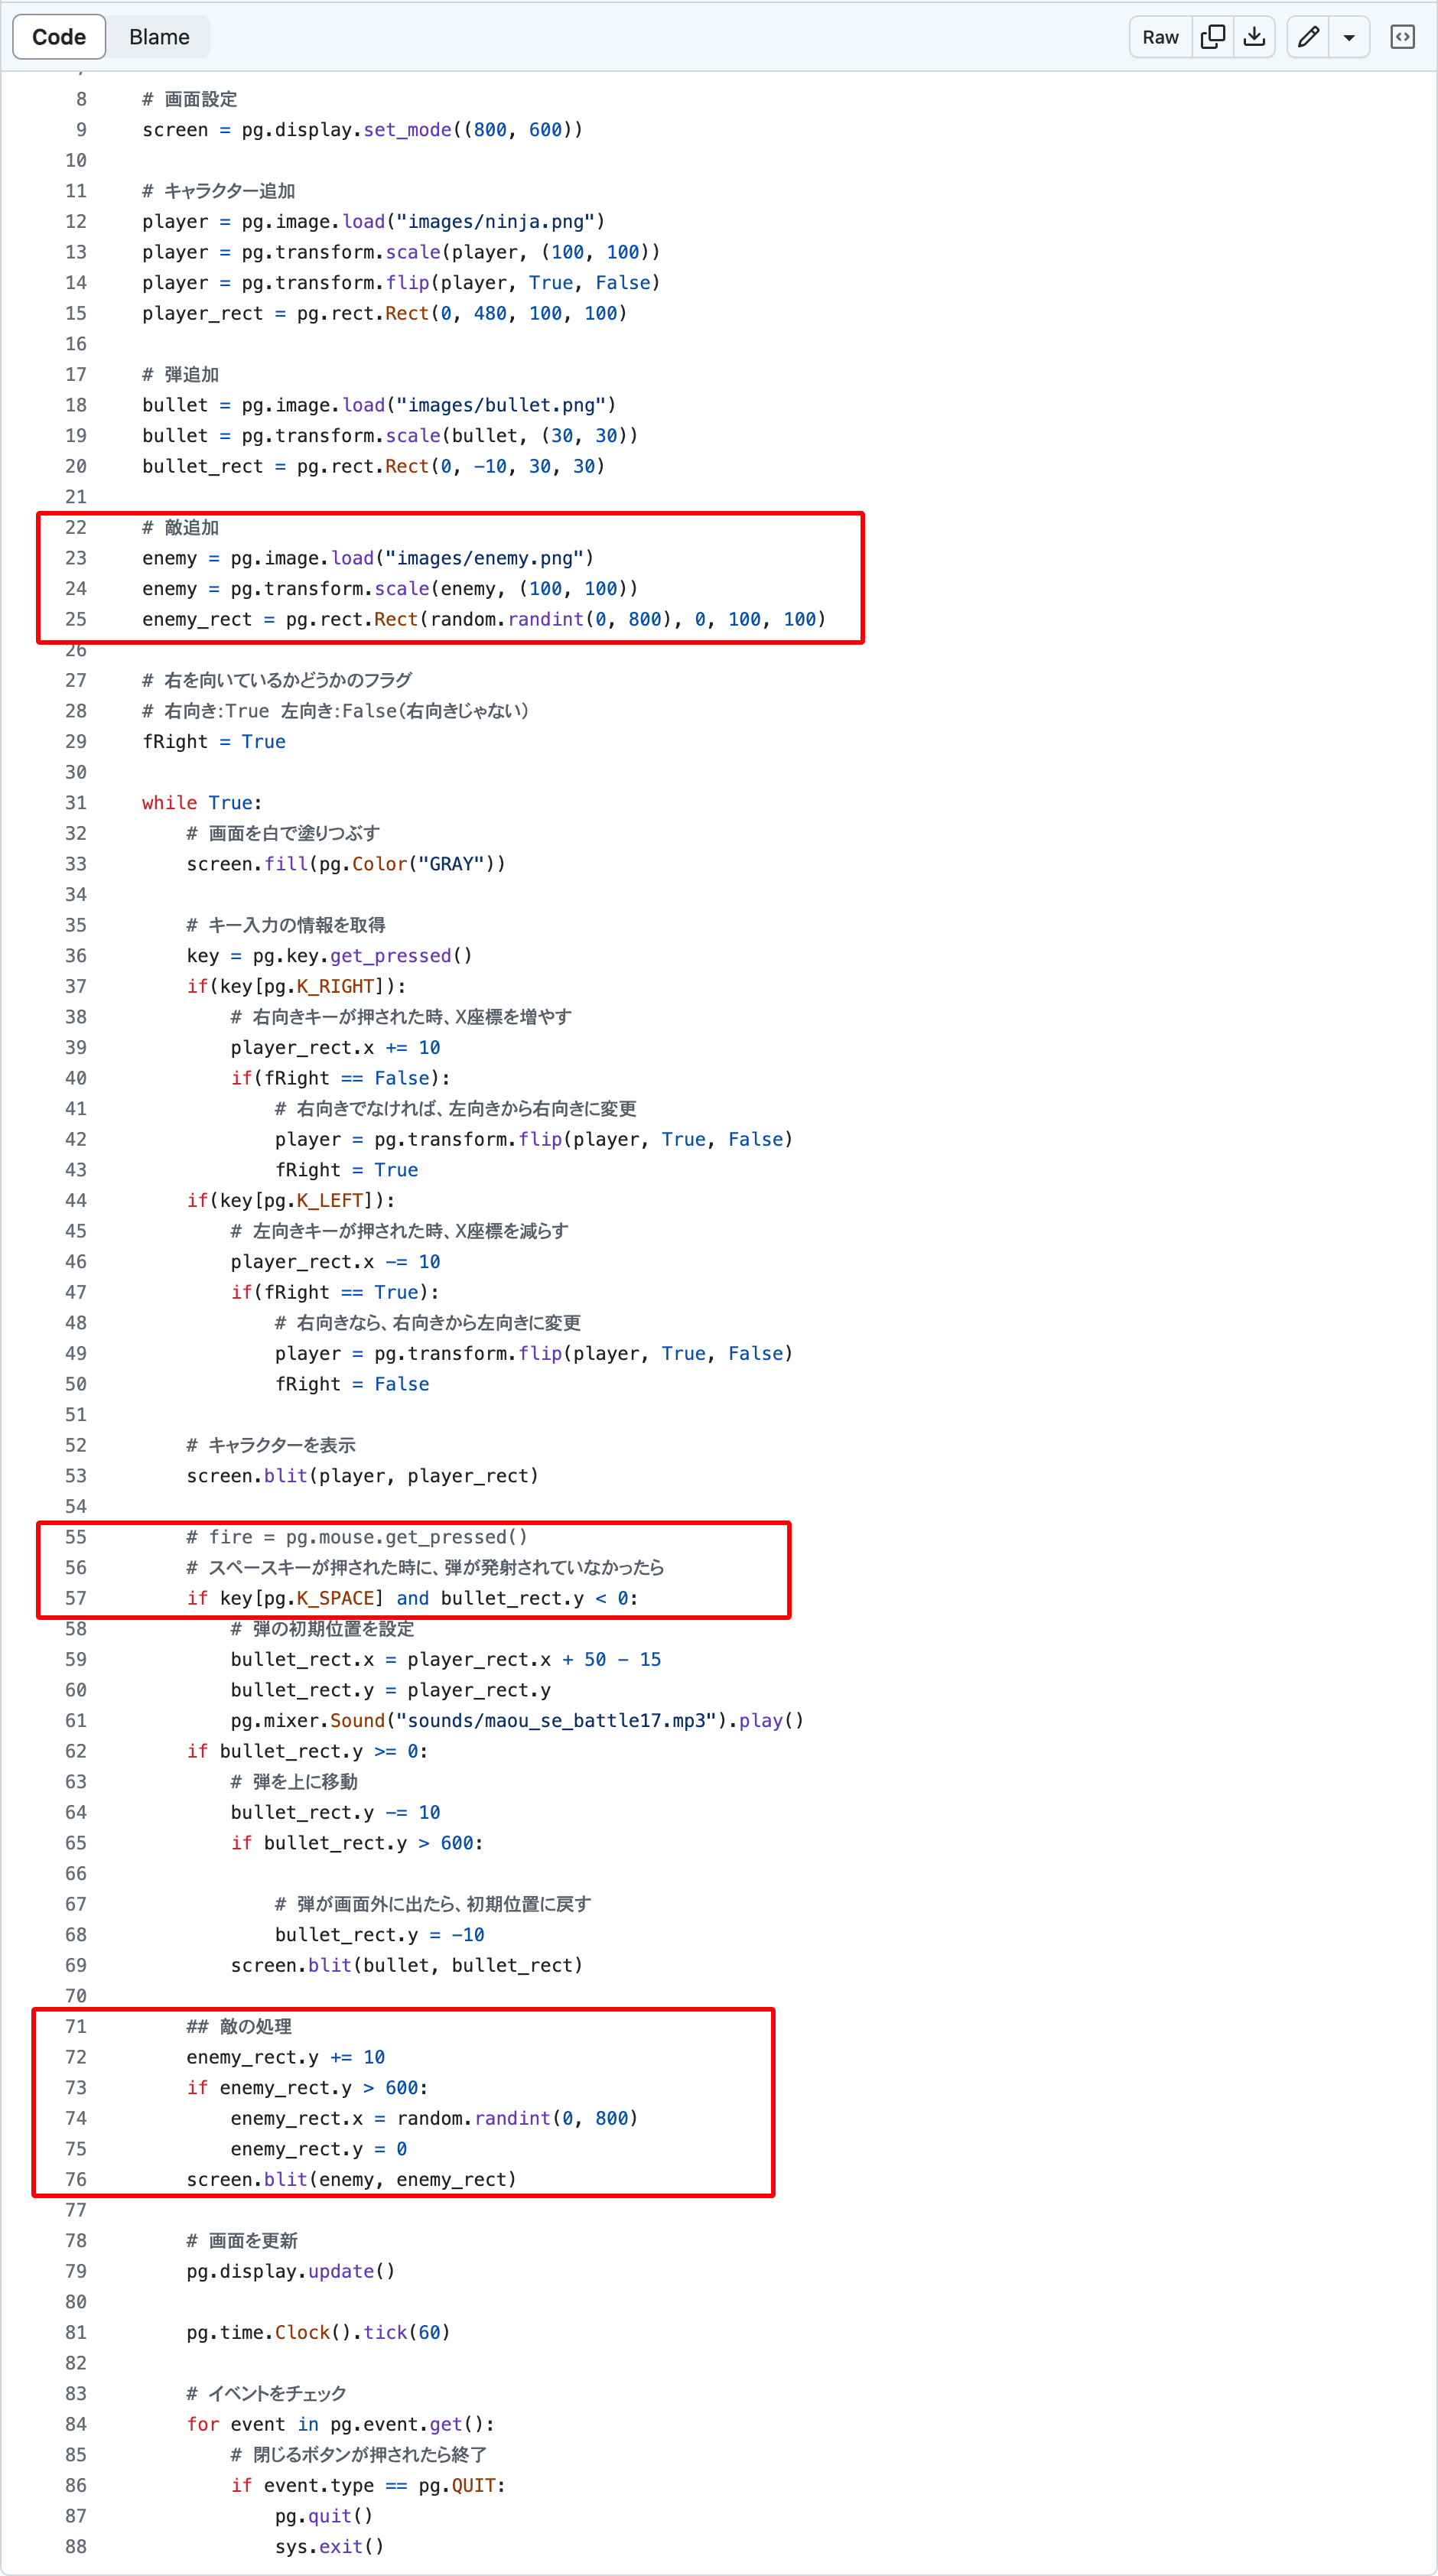 Code Blame Raw
8 # 画面設定
9 screen = pg.display.set_mode((800, 600))
10
11 # キャラクター追加
12 player = pg.image.load("images/ninja.png")
13 player = pg.transform.scale(player, (100, 100))
14 player = pg.transform.flip(player, True, False)
15 player_rect = pg.rect.Rect(0, 480, 100, 100)
16
17 # 弾追加
18 bullet = pg.image.load("images/bullet.png")
19 bullet = pg.transform.scale(bullet, (30, 30))
20 bullet_rect = pg.rect.Rect(0, -10, 30, 30)
21
22 # 敵追加
23 enemy = pg.image.load("images/enemy.png")
24 enemy = pg.transform.scale(enemy, (100, 100))
25 enemy_rect = pg.rect.Rect(random.randint(0, 800), 0, 100, 100)
26
27 # 右を向いているかどうかのフラグ
28 # 右向き:True 左向き:False(右向きじゃない)
29 fRight = True
30
31 while True:
32     # 画面を白で塗りつぶす
33     screen.fill(pg.Color("GRAY"))
34
35     # キー入力の情報を取得
36     key = pg.key.get_pressed()
37     if(key[pg.K_RIGHT]):
38         # 右向きキーが押された時、X座標を増やす
39         player_rect.x += 10
40         if(fRight == False):
41             # 右向きでなければ、左向きから右向きに変更
42             player = pg.transform.flip(player, True, False)
43             fRight = True
44     if(key[pg.K_LEFT]):
45         # 左向きキーが押された時、X座標を減らす
46         player_rect.x -= 10
47         if(fRight == True):
48             # 右向きなら、右向きから左向きに変更
49             player = pg.transform.flip(player, True, False)
50             fRight = False
51
52     # キャラクターを表示
53     screen.blit(player, player_rect)
54
55     # fire = pg.mouse.get_pressed()
56     # スペースキーが押された時に、弾が発射されていなかったら
57     if key[pg.K_SPACE] and bullet_rect.y < 0:
58         # 弾の初期位置を設定
59         bullet_rect.x = player_rect.x + 50 - 15
60         bullet_rect.y = player_rect.y
61         pg.mixer.Sound("sounds/maou_se_battle17.mp3").play()
62     if bullet_rect.y >= 0:
63         # 弾を上に移動
64         bullet_rect.y -= 10
65         if bullet_rect.y > 600:
66
67             # 弾が画面外に出たら、初期位置に戻す
68             bullet_rect.y = -10
69         screen.blit(bullet, bullet_rect)
70
71     ## 敵の処理
72     enemy_rect.y += 10
73     if enemy_rect.y > 600:
74         enemy_rect.x = random.randint(0, 800)
75         enemy_rect.y = 0
76     screen.blit(enemy, enemy_rect)
77
78     # 画面を更新
79     pg.display.update()
80
81     pg.time.Clock().tick(60)
82
83     # イベントをチェック
84     for event in pg.event.get():
85         # 閉じるボタンが押されたら終了
86         if event.type == pg.QUIT:
87             pg.quit()
88             sys.exit()